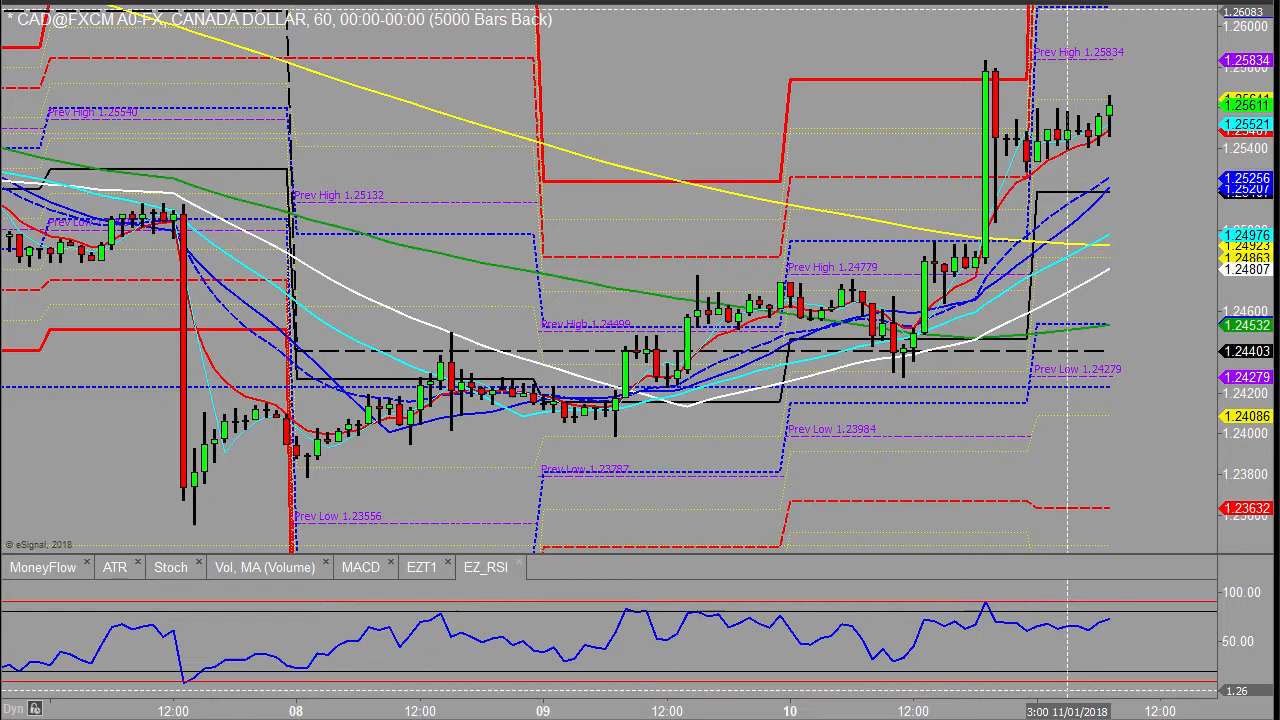 * CAD@FXCM A0-FX, CANADA DOLLAR, 60, 00:00-00:00 (5000 Bars Back)
1.26083
1.26000
Prev High 1.25834
1.25834
Prev High 1.25540
1.25611
1.25521
1.25400
Prev High 1.25132
1.25256
1.25207
Prev Low
1.24976
1.24923
1.24863
1.24807
Prev High 1.24779
1.24600
Prev High 1.24499
1.24532
1.24403
Prev Low 1.24279
1.24279
1.24200
1.24086
Prev Low 1.23984
1.24000
Prev Low 1.23787
1.23800
Prev Low 1.23556
1.23632
© eSignal, 2018
MoneyFlow × ATR × Stoch × Vol, MA (Volume) × MACD × EZT1 × EZ_RSI ×
100.00
50.00
1.26
Dyn 12:00 08 12:00 09 12:00 10 12:00 3:00 11/01/2018 12:00